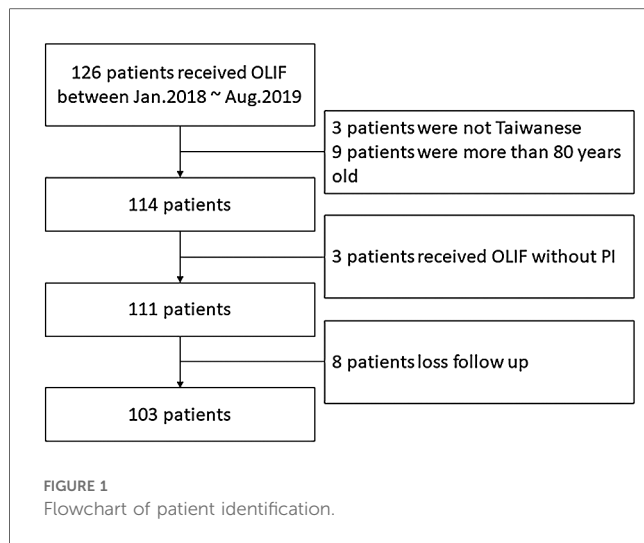 126 patients received OLIF
between Jan.2018 ~ Aug.2019
3 patients were not Taiwanese
9 patients were more than 80 years
old
114 patients
3 patients received OLIF without PI
111 patients
8 patients loss follow up
103 patients
FIGURE 1
Flowchart of patient identification.